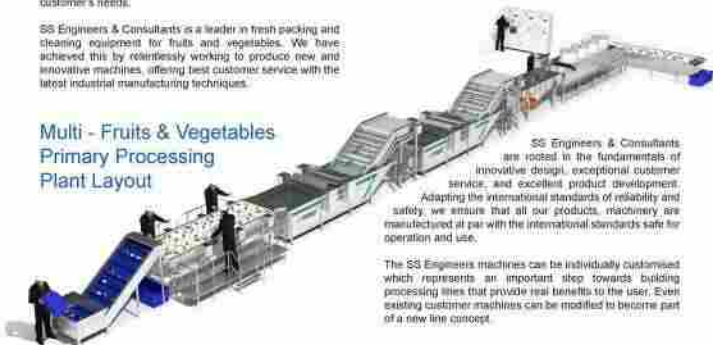 customer's needs.
SS Engineers & Consultants is a leader in fresh packing and
cleaning equipment for fruits and vegetables. We have
achieved this by relentlessly working to produce new and
innovative machines, offering best customer service with the
latest industrial manufacturing techniques.
Multi - Fruits & Vegetables
Primary Processing
Plant Layout
SS Engineers & Consultants
are rooted in the fundamentals of
innovative design, exceptional customer
service, and excellent product development.
Adapting the international standards of reliability and
safety, we ensure that all our products, machinery are
manufactured at par with the international standards safe for
operation and use.
The SS Engineers machines can be individually customised
which represents an important step towards building
processing lines that provide real benefits to the user. Even
existing customer machines can be modified to become part
of a new line concept.